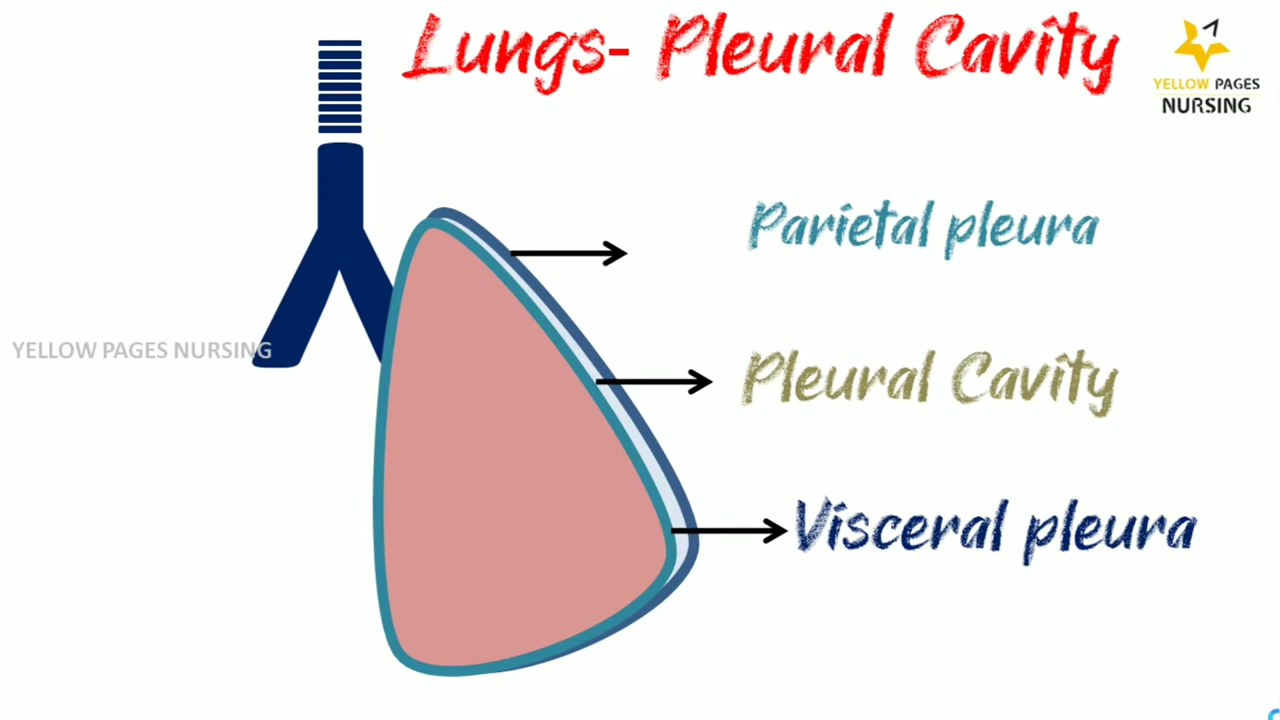 Lungs- Pleural Cavity
YELLOW PAGES
NURSING
Parietal pleura
YELLOW PAGES NURSING
Pleural Cavity
Visceral pleura